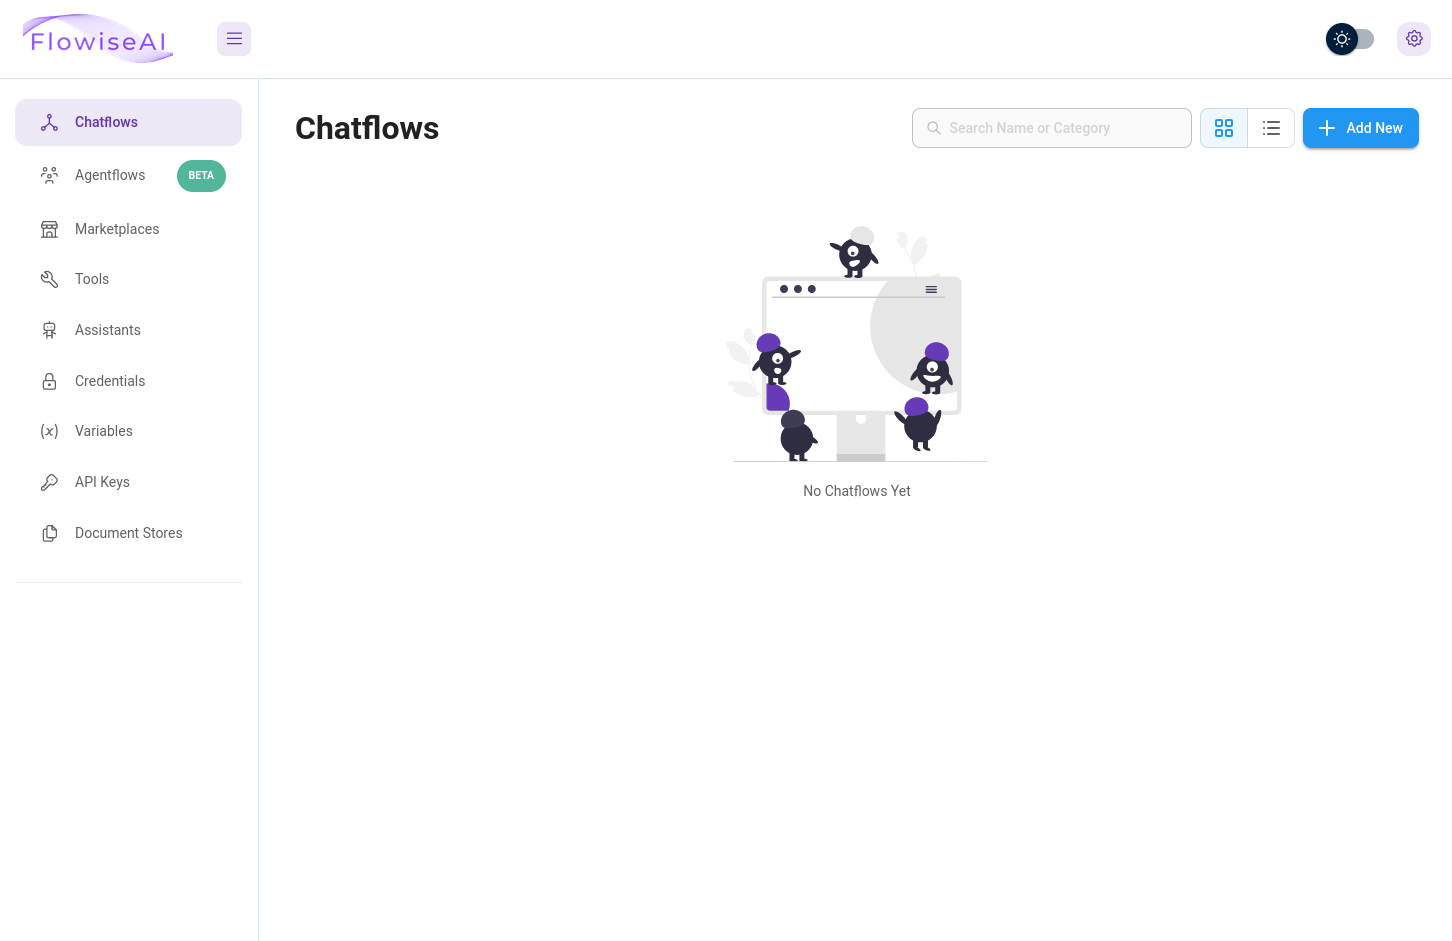 FlowiseAI
Chatflows
Agentflows BETA
Marketplaces
Tools
Assistants
Credentials
Variables
API Keys
Document Stores
Chatflows
Search Name or Category
Add New
No Chatflows Yet